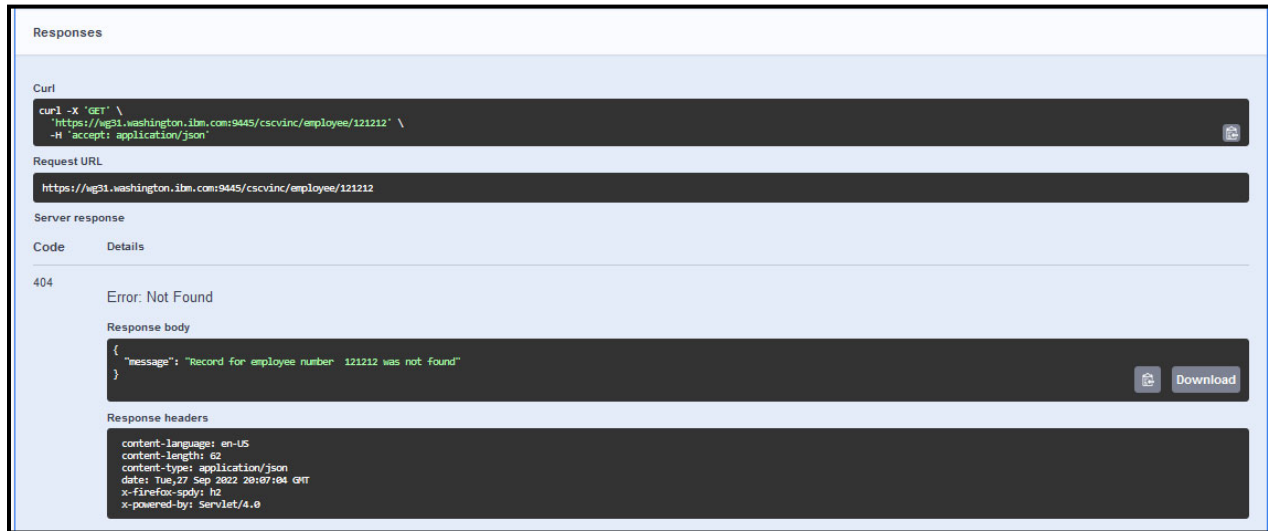 Responses
Curl
curl -X 'GET' \
'https://wg31.washington.ibm.com:9445/cscvinc/employee/121212' \
-H 'accept: application/json'
Request URL
https://wg31.washington.ibm.com:9445/cscvinc/employee/121212
Server response
Code Details
404
Error: Not Found
Response body
{
"message": "Record for employee number  121212 was not found"
}
Download
Response headers
content-language: en-US
content-length: 62
content-type: application/json
date: Tue,27 Sep 2022 20:07:04 GMT
x-firefox-spdy: h2
x-powered-by: Servlet/4.0